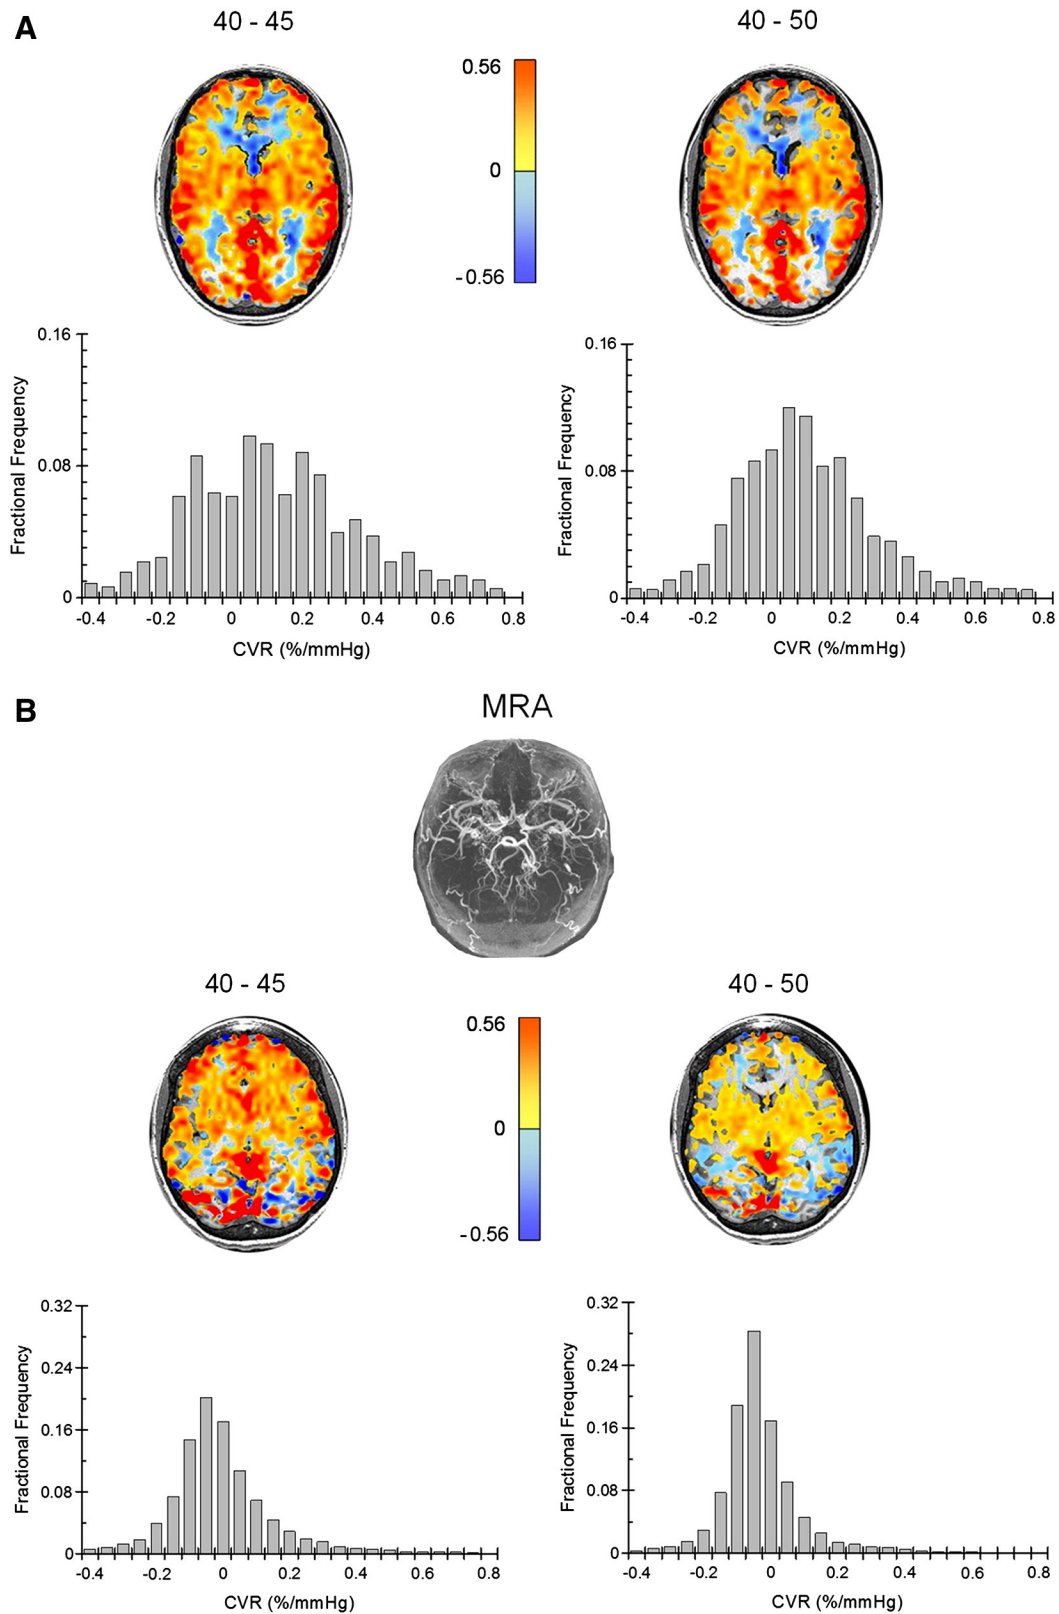 A
40 - 45
40 - 50
0.56
0
-0.56
0.16
0.08
0
Fractional Frequency
-0.4 -0.2 0 0.2 0.4 0.6 0.8
CVR (%/mmHg)
0.16
0.08
0
Fractional Frequency
-0.4 -0.2 0 0.2 0.4 0.6 0.8
CVR (%/mmHg)
B
MRA
40 - 45
40 - 50
0.56
0
-0.56
0.32
0.24
0.16
0.08
0
Fractional Frequency
-0.4 -0.2 0 0.2 0.4 0.6 0.8
CVR (%/mmHg)
0.32
0.24
0.16
0.08
0
Fractional Frequency
-0.4 -0.2 0 0.2 0.4 0.6 0.8
CVR (%/mmHg)